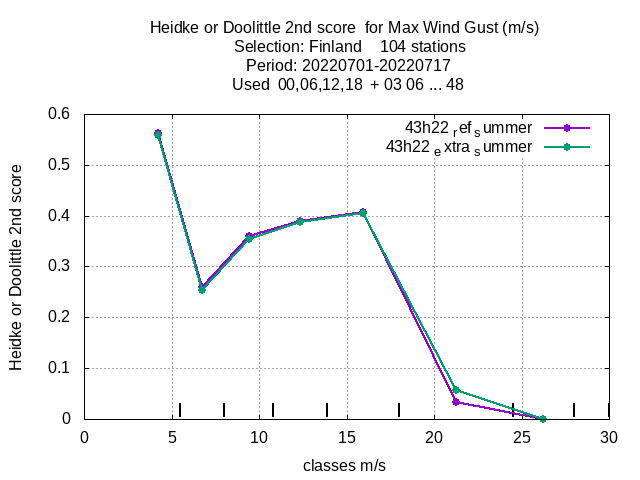 Heidke or Doolittle 2nd score  for Max Wind Gust (m/s)
Selection: Finland    104 stations
Period: 20220701-20220717
Used  00,06,12,18  + 03 06 ... 48
43h22 ref summer
43h22 extra summer
Heidke or Doolittle 2nd score
0.6
0.5
0.4
0.3
0.2
0.1
0
0 5 10 15 20 25 30
classes m/s